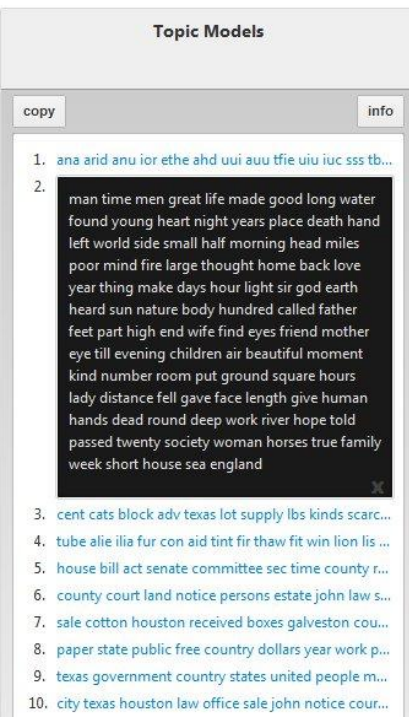 Topic Models
copy
info
1. ana arid anu ior ethe ahd uui auu tfie uiu iuc sss tb...
2.
man time men great life made good long water
found young heart night years place death hand
left world side small half morning head miles
poor mind fire large thought home back love
year thing make days hour light sir god earth
heard sun nature body hundred called father
feet part high end wife find eyes friend mother
eye till evening children air beautiful moment
kind number room put ground square hours
lady distance fell gave face length give human
hands dead round deep work river hope told
passed twenty society woman horses true family
week short house sea england
x
3. cent cats block adv texas lot supply lbs kinds scarc...
4. tube alie ilia fur con aid tint fir thaw fit win lion lis ...
5. house bill act senate committee sec time county r...
6. county court land notice persons estate john law s...
7. sale cotton houston received boxes galveston cou...
8. paper state public free country dollars year work p...
9. texas government country states united people m...
10. city texas houston law office sale john notice cour...